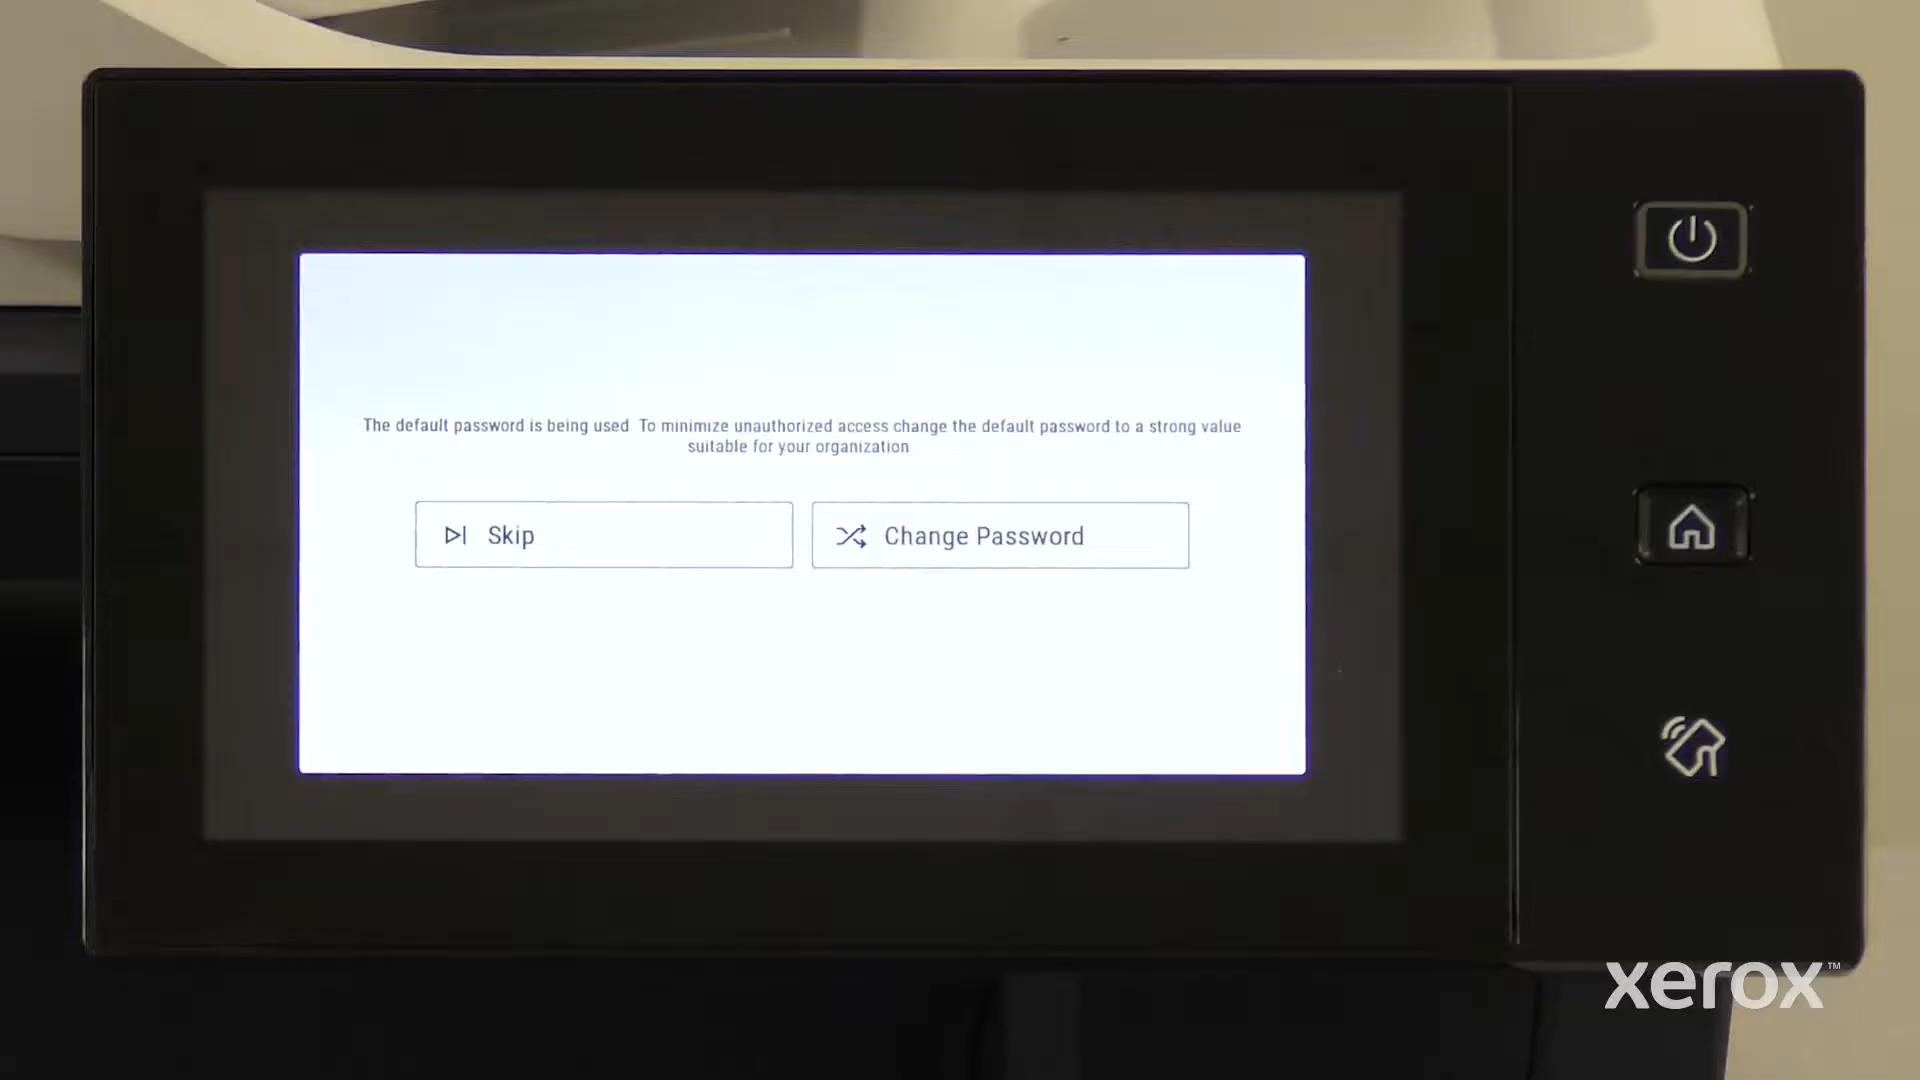 The default password is being used. To minimize unauthorized access change the default password to a strong value
suitable for your organization
Skip
Change Password
xerox™